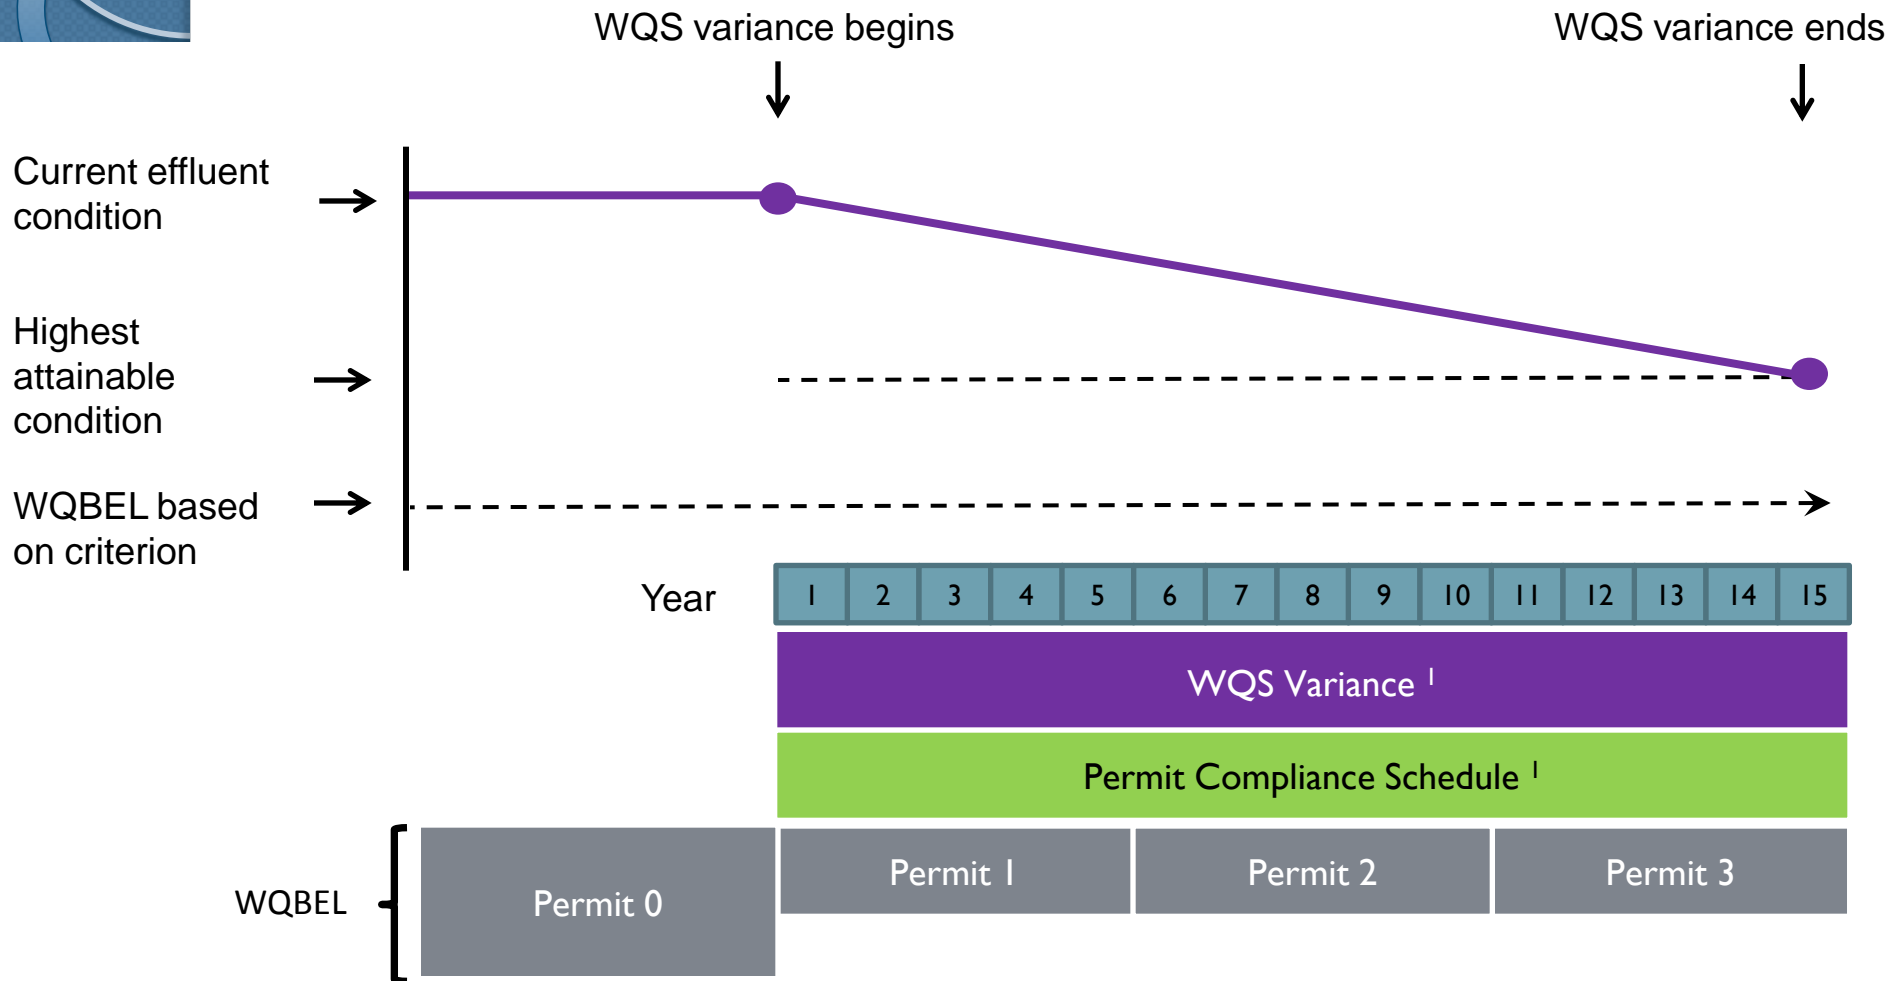 WQS variance begins
WQS variance ends
Current effluent
condition
Highest
attainable
condition
WQBEL based
on criterion
Year
1 2 3 4 5 6 7 8 9 10 11 12 13 14 15
WQS Variance 1
Permit Compliance Schedule 1
WQBEL
Permit 0
Permit 1
Permit 2
Permit 3